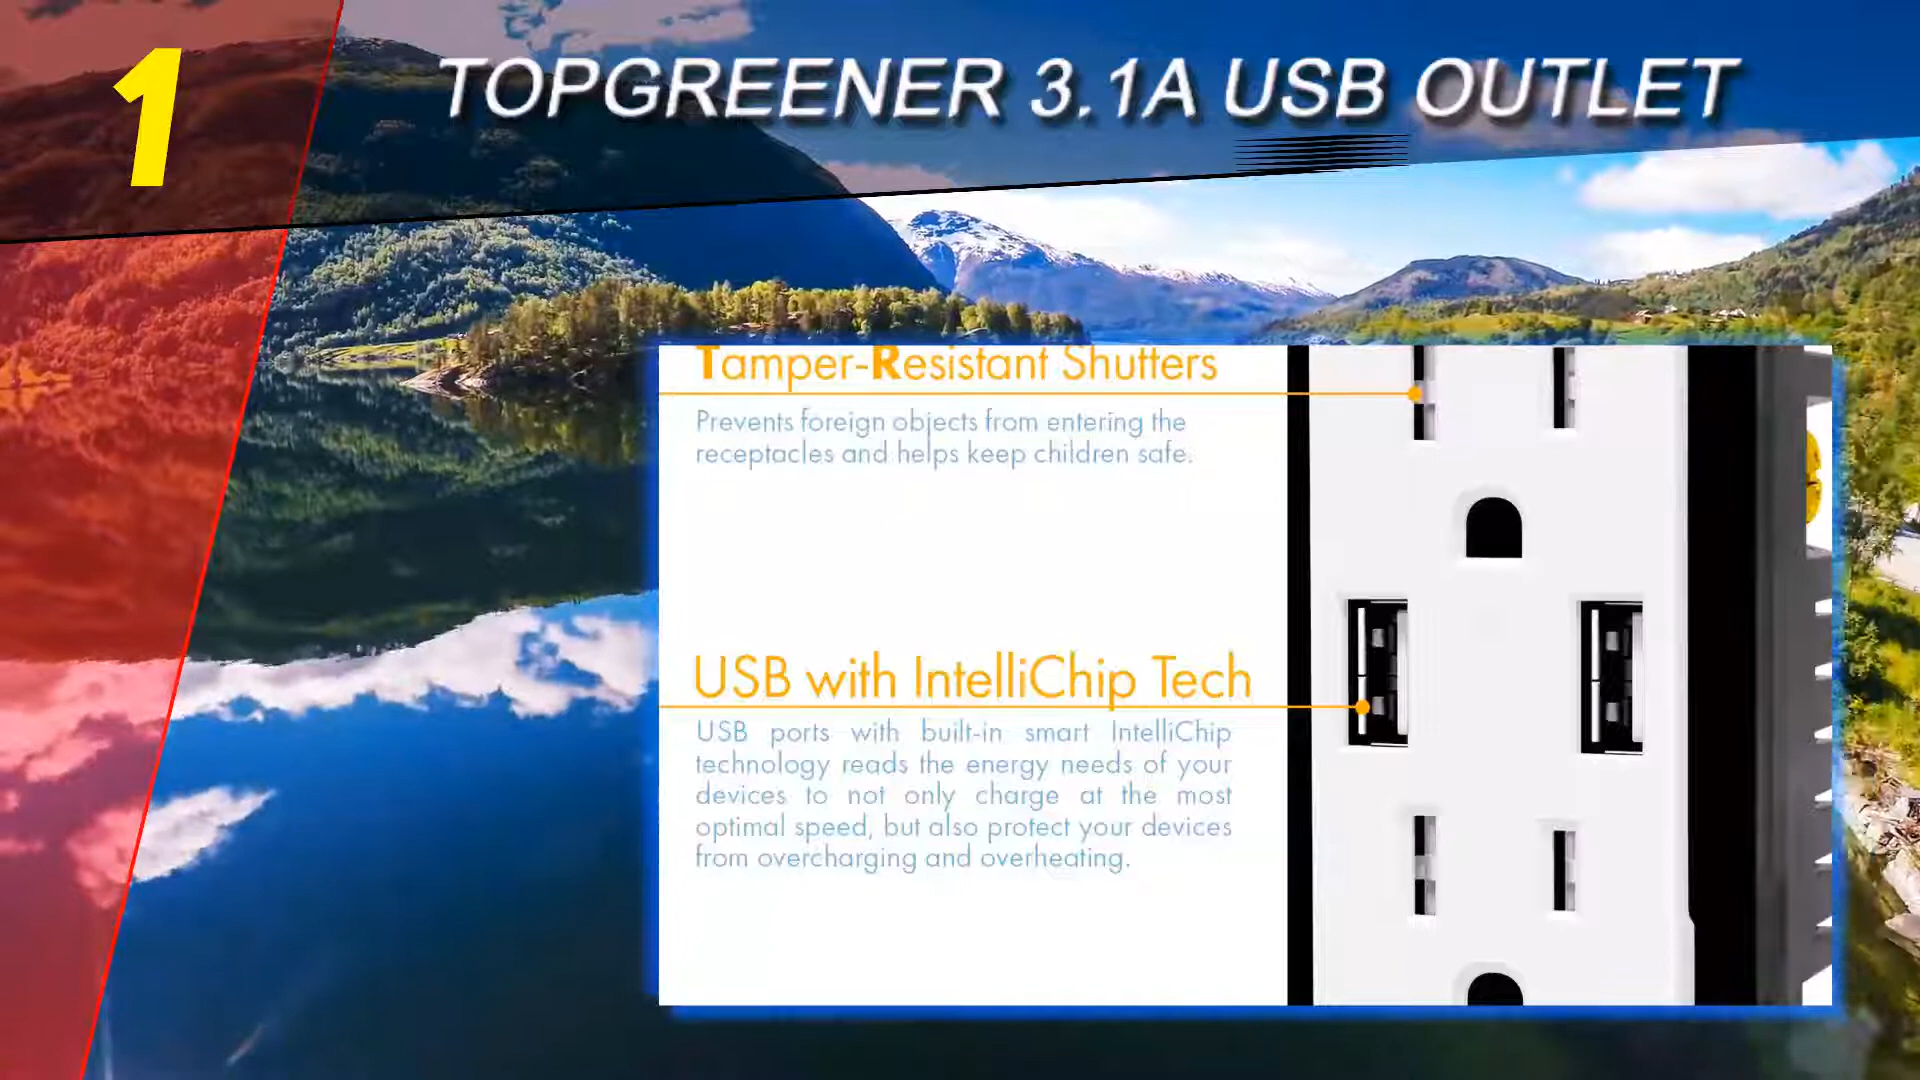 1
TOPGREENER 3.1A USB OUTLET
Tamper-Resistant Shutters
Prevents foreign objects from entering the
receptacles and helps keep children safe.
USB with IntelliChip Tech
USB ports with built-in smart IntelliChip
technology reads the energy needs of your
devices to not only charge at the most
optimal speed, but also protect your devices
from overcharging and overheating.